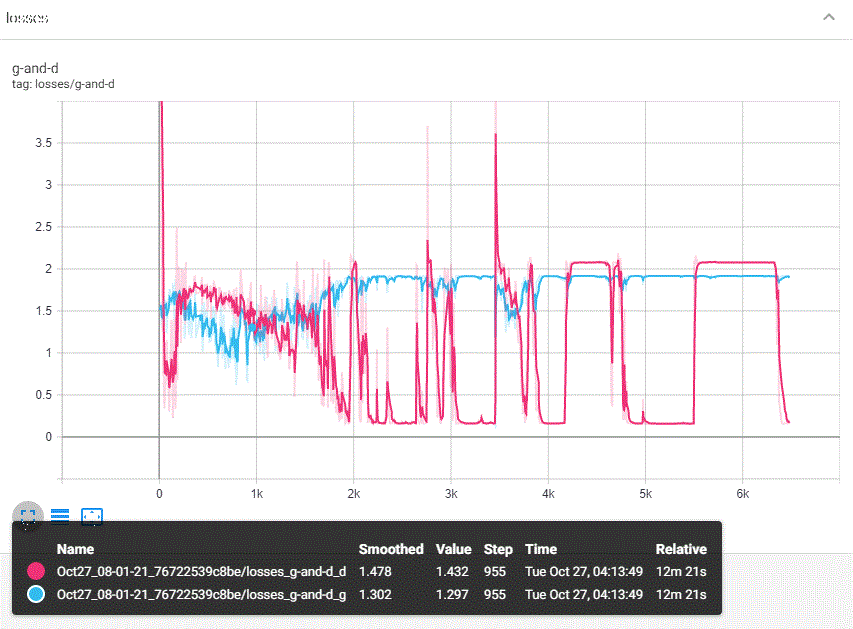 losses
g-and-d
tag: losses/g-and-d
3.5
3
2.5
2
1.5
1
0.5
0
0 1k 2k 3k 4k 5k 6k
Name Smoothed Value Step Time Relative
Oct27_08-01-21_76722539c8be/losses_g-and-d_d 1.478 1.432 955 Tue Oct 27, 04:13:49 12m 21s
Oct27_08-01-21_76722539c8be/losses_g-and-d_g 1.302 1.297 955 Tue Oct 27, 04:13:49 12m 21s